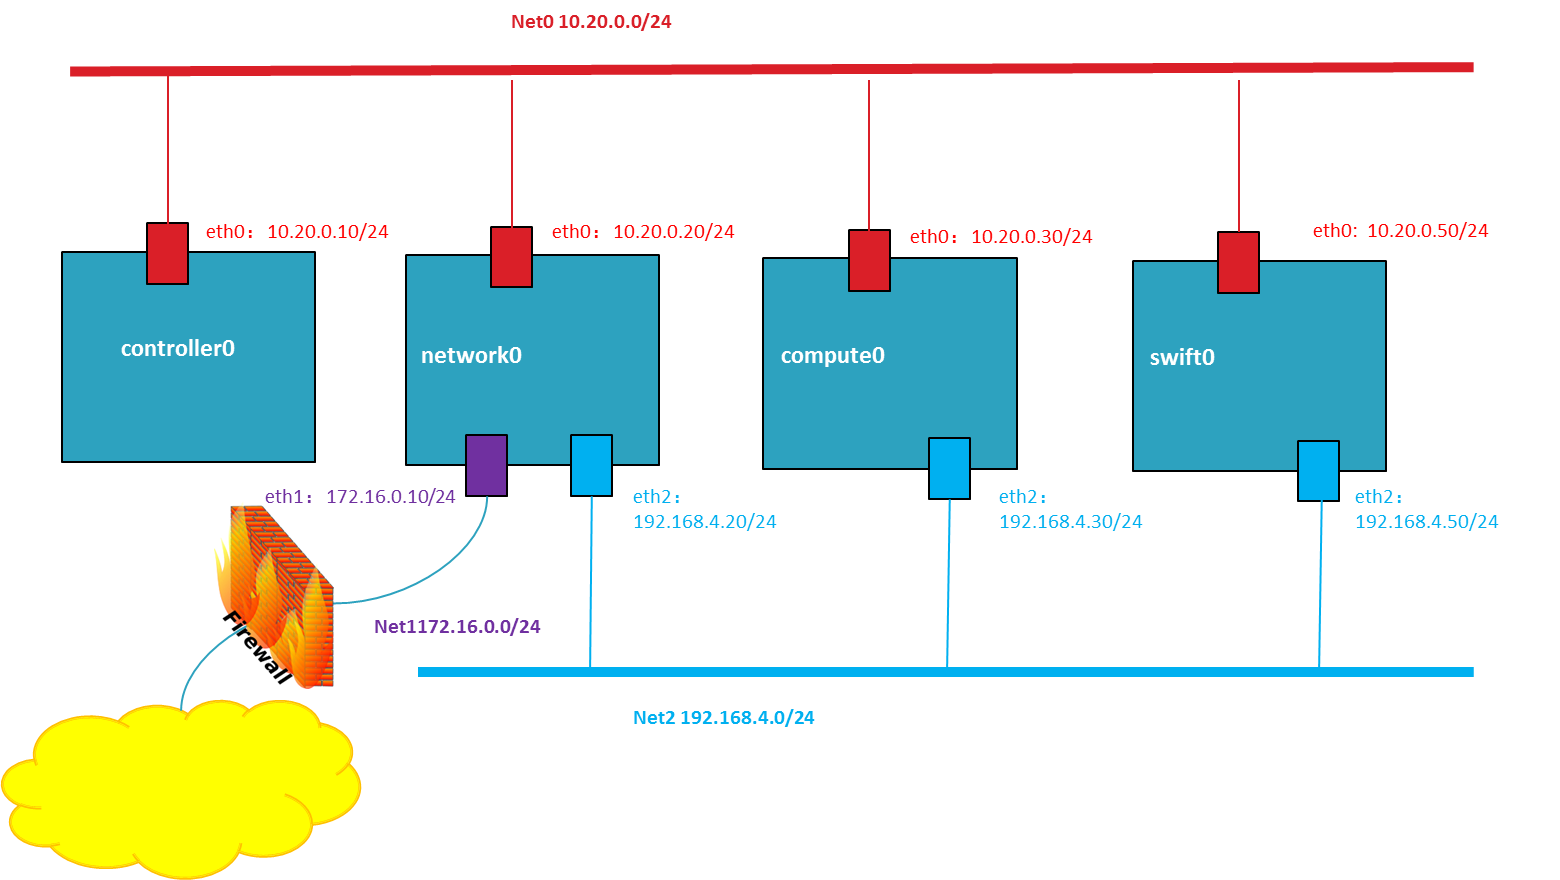 Net0 10.20.0.0/24
eth0：10.20.0.10/24
eth0：10.20.0.20/24
eth0：10.20.0.30/24
eth0: 10.20.0.50/24
controller0
network0
compute0
swift0
eth1：172.16.0.10/24
eth2：
192.168.4.20/24
eth2：
192.168.4.30/24
eth2：
192.168.4.50/24
Firewall
Net1172.16.0.0/24
Net2 192.168.4.0/24